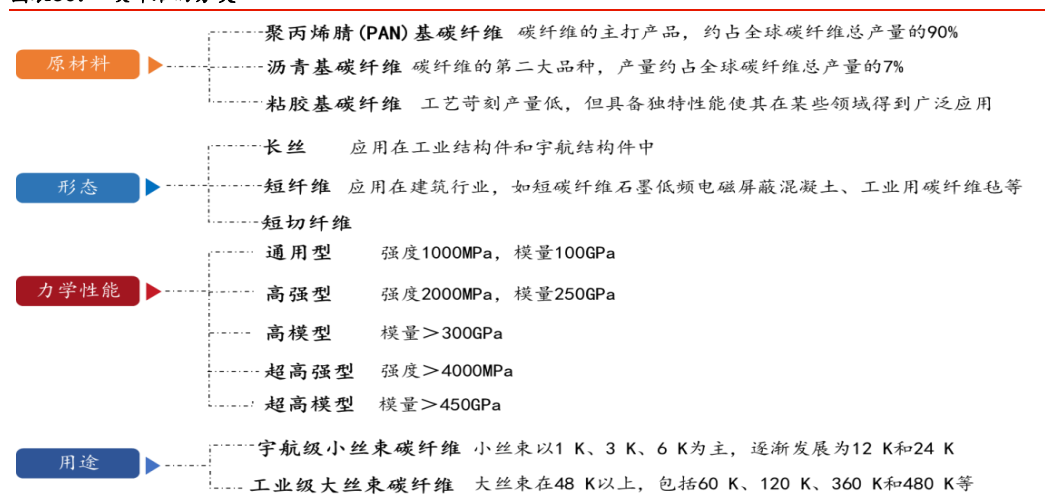 原材料
聚丙烯腈(PAN)基碳纤维 碳纤维的主打产品，约占全球碳纤维总产量的90%
沥青基碳纤维 碳纤维的第二大品种，产量约占全球碳纤维总产量的7%
粘胶基碳纤维 工艺苛刻产量低，但具备独特性能使其在某些领域得到广泛应用
形态
长丝 应用在工业结构件和宇航结构件中
短纤维 应用在建筑行业，如短碳纤维石墨低频电磁屏蔽混凝土、工业用碳纤维毡等
短切纤维
力学性能
通用型 强度1000MPa，模量100GPa
高强型 强度2000MPa，模量250GPa
高模型 模量＞300GPa
超高强型 强度＞4000MPa
超高模型 模量＞450GPa
用途
宇航级小丝束碳纤维 小丝束以1 K、3 K、6 K为主，逐渐发展为12 K和24 K
工业级大丝束碳纤维 大丝束在48 K以上，包括60 K、120 K、360 K和480 K等